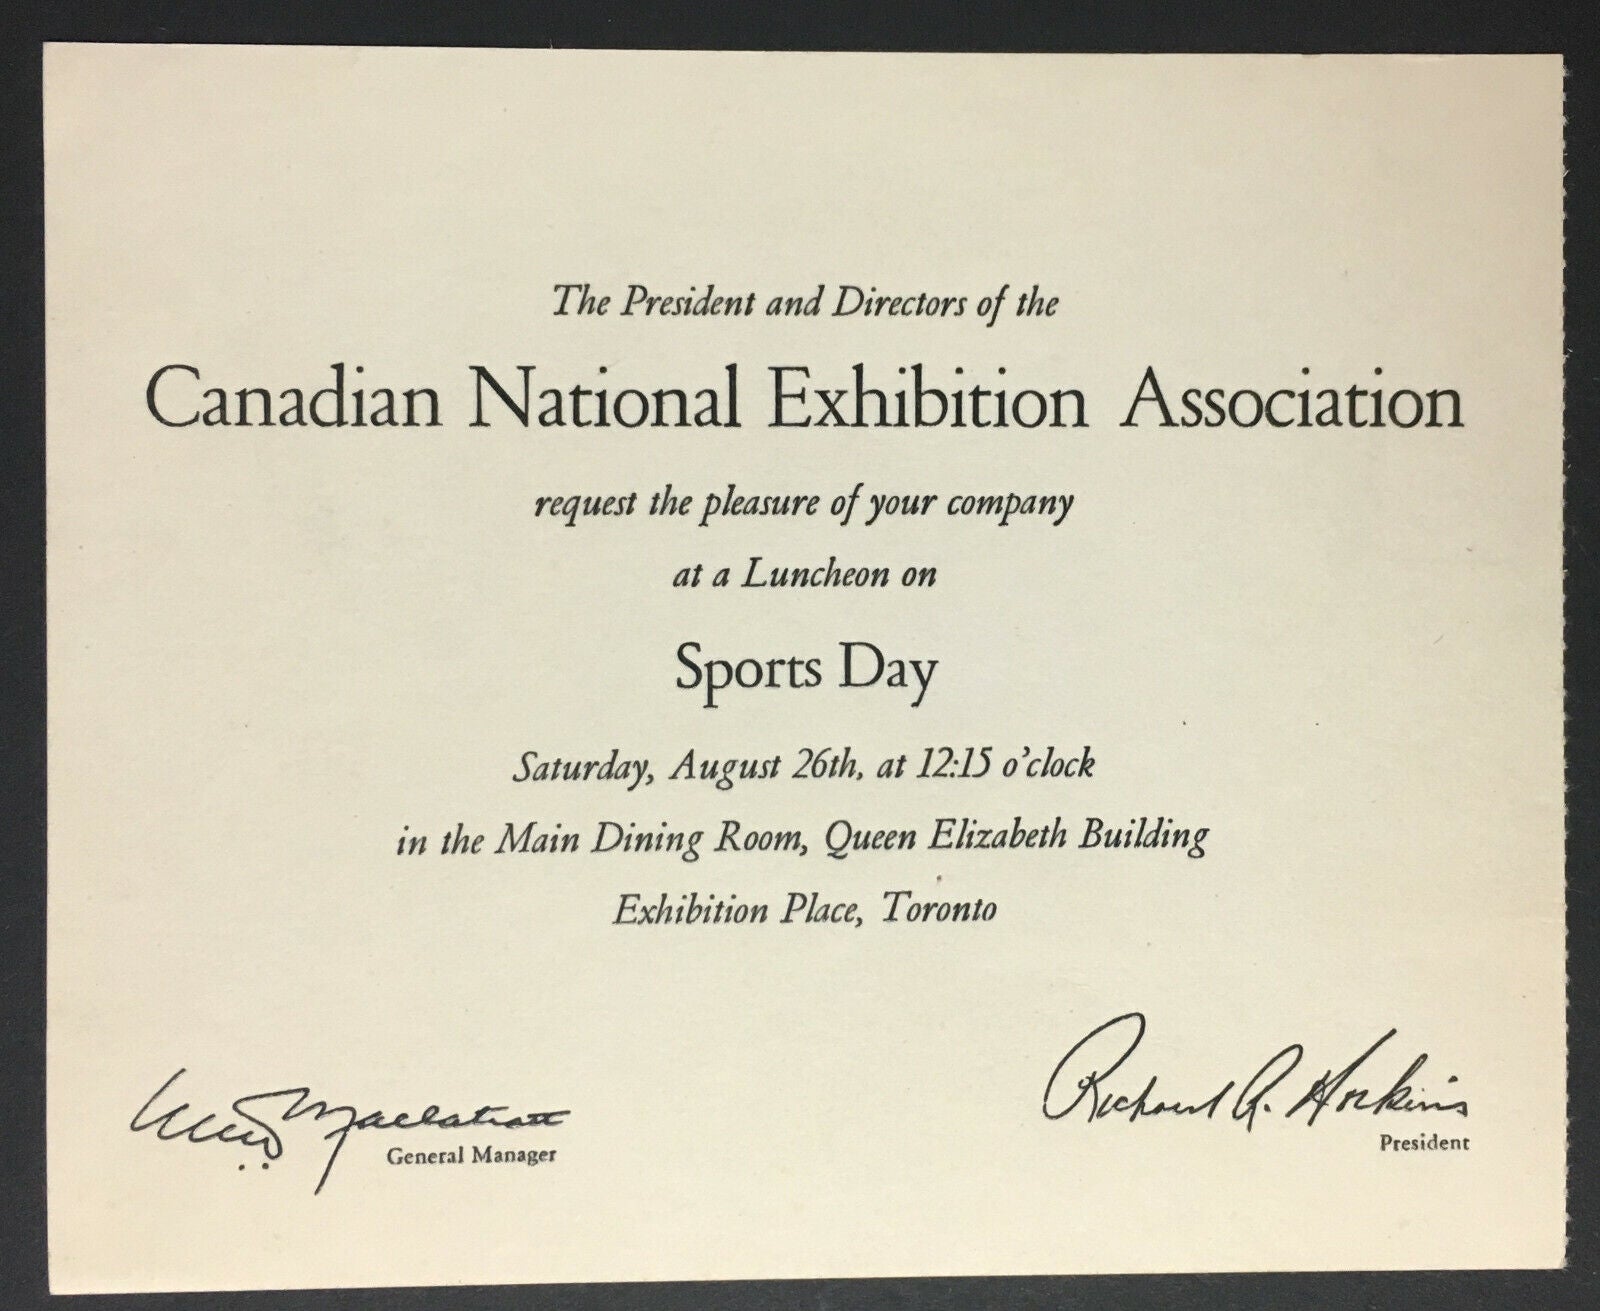 The President and Directors of the
Canadian National Exhibition Association
request the pleasure of your company
at a Luncheon on
Sports Day
Saturday, August 26th, at 12:15 o'clock
in the Main Dining Room, Queen Elizabeth Building
Exhibition Place, Toronto
General Manager
Richard A.
President